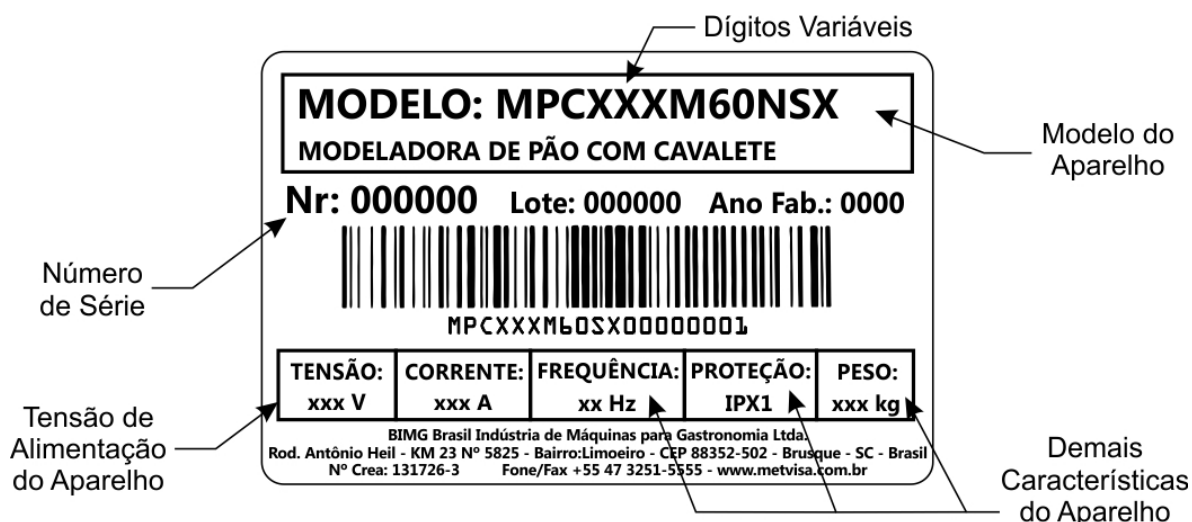 Dígitos Variáveis
MODELO: MPCXXXM60NSX
MODELADORA DE PÃO COM CAVALETE
Modelo do
Aparelho
Nr: 000000 Lote: 000000 Ano Fab.: 0000
Número
de Série
MPCXXXM60SX00000001
TENSÃO: CORRENTE: FREQUÊNCIA: PROTEÇÃO: PESO:
xxx V xxx A xx Hz IPX1 xxx kg
Tensão de
Alimentação
do Aparelho
BIMG Brasil Indústria de Máquinas para Gastronomia Ltda.
Rod. Antônio Heil - KM 23 Nº 5825 - Bairro:Limoeiro - CEP 88352-502 - Brusque - SC - Brasil
Nº Crea: 131726-3 Fone/Fax +55 47 3251-5555 - www.metvisa.com.br
Demais
Características
do Aparelho